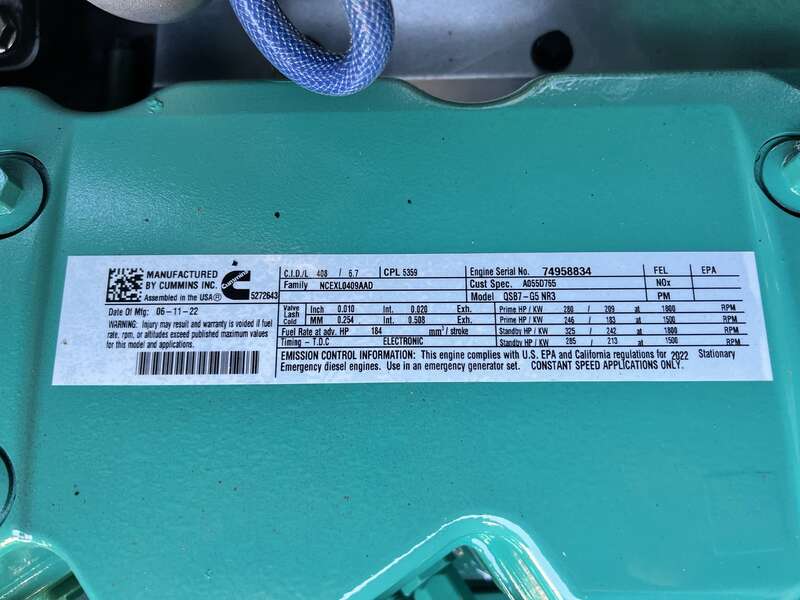 MANUFACTURED
BY CUMMINS INC.
Assembled in the USA®
Cummins
5272643
Date Of Mfg: 06-11-22
WARNING: Injury may result and warranty is voided if fuel
rate, rpm, or altitudes exceed published maximum values
for this model and applications.
C.I.D./L 408 / 6.7 CPL 5359 Engine Serial No. 74958834 FEL EPA
Family NCEXL0409AAD Cust Spec. A055D765 NOx
Model QSB7-G5 NR3 PM
Valve Lash Cold Inch 0.010 Int. 0.020 Exh. Prime HP / KW 280 / 209 at 1800 RPM
MM 0.254 Int. 0.508 Exh. Prime HP / KW 246 / 183 at 1500 RPM
Fuel Rate at adv. HP 184 mm³ / stroke Standby HP / KW 325 / 242 at 1800 RPM
Timing - T.D.C ELECTRONIC Standby HP / KW 285 / 213 at 1500 RPM
EMISSION CONTROL INFORMATION: This engine complies with U.S. EPA and California regulations for 2022 Stationary
Emergency diesel engines. Use in an emergency generator set. CONSTANT SPEED APPLICATIONS ONLY.